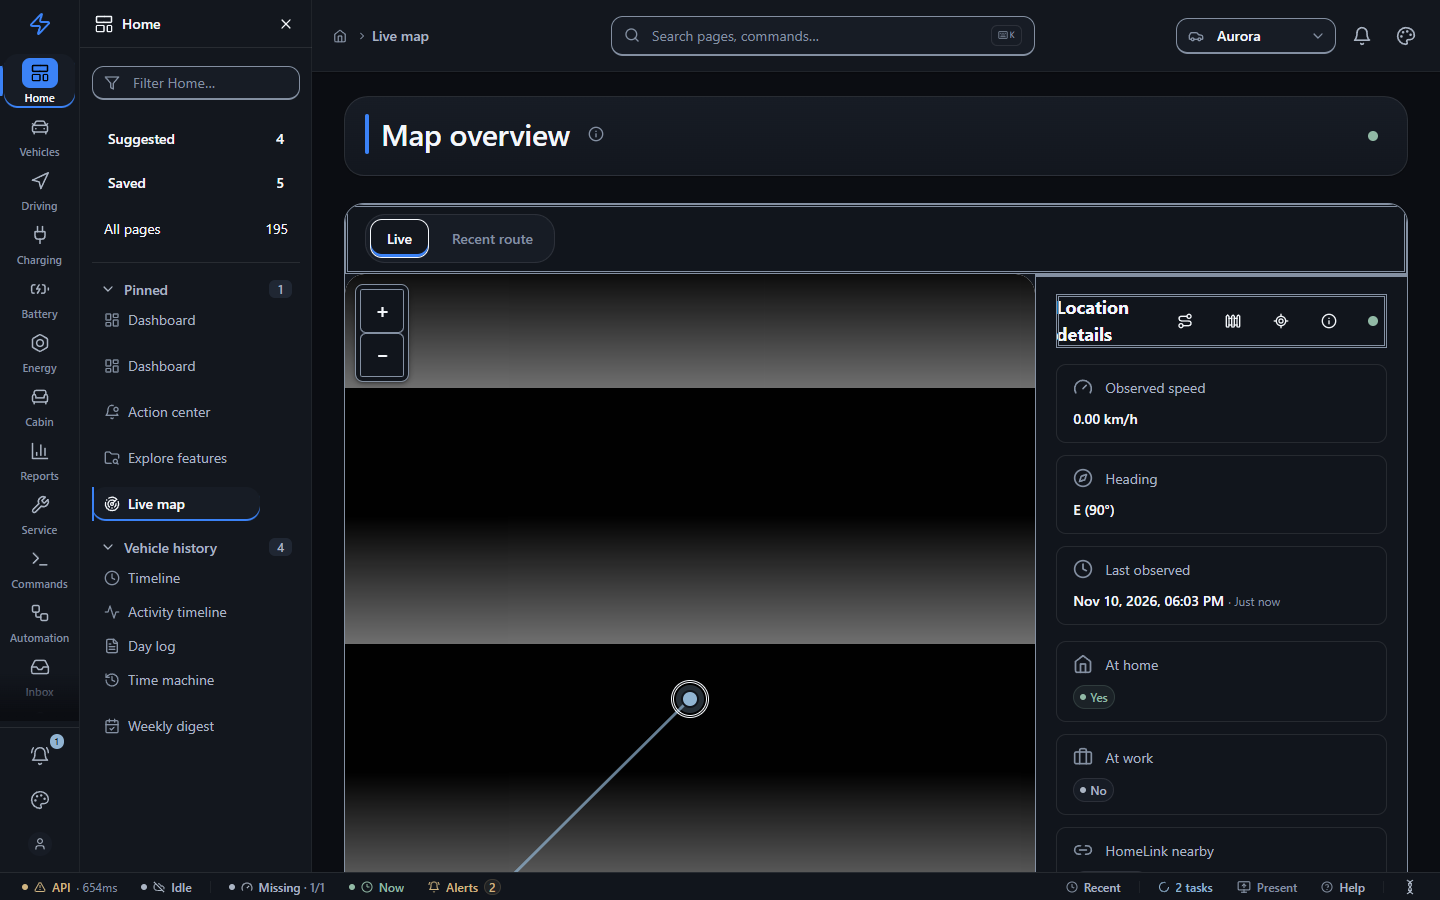 Home
Vehicles
Driving
Charging
Battery
Energy
Cabin
Reports
Service
Commands
Automation
Inbox
1
Home
Filter Home...
Suggested 4
Saved 5
All pages 195
Pinned 1
Dashboard
Dashboard
Action center
Explore features
Live map
Vehicle history 4
Timeline
Activity timeline
Day log
Time machine
Weekly digest
Live map
Search pages, commands... K
Aurora
Map overview
Live Recent route
+
−
Location
details
Observed speed
0.00 km/h
Heading
E (90°)
Last observed
Nov 10, 2026, 06:03 PM · Just now
At home
Yes
At work
No
HomeLink nearby
API · 654ms Idle Missing · 1/1 Now Alerts 2 Recent 2 tasks Present Help